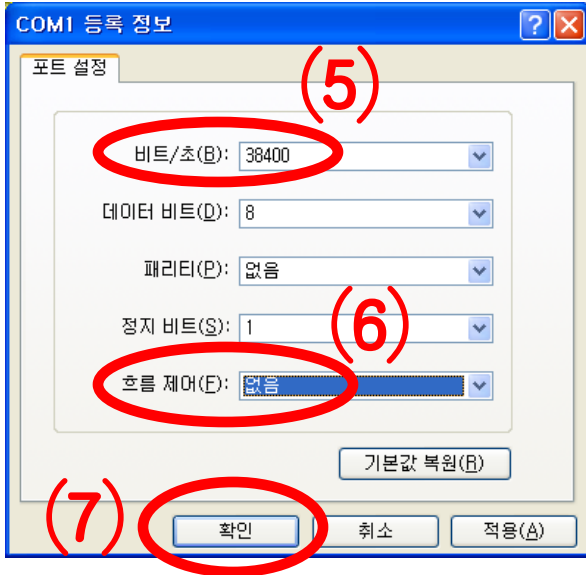 COM1 등록 정보
포트 설정
(5)
비트/초(B): 38400
데이터 비트(D): 8
패리티(P): 없음
정지 비트(S): 1
(6)
흐름 제어(F): 없음
기본값 복원(R)
(7)
확인 취소 적용(A)